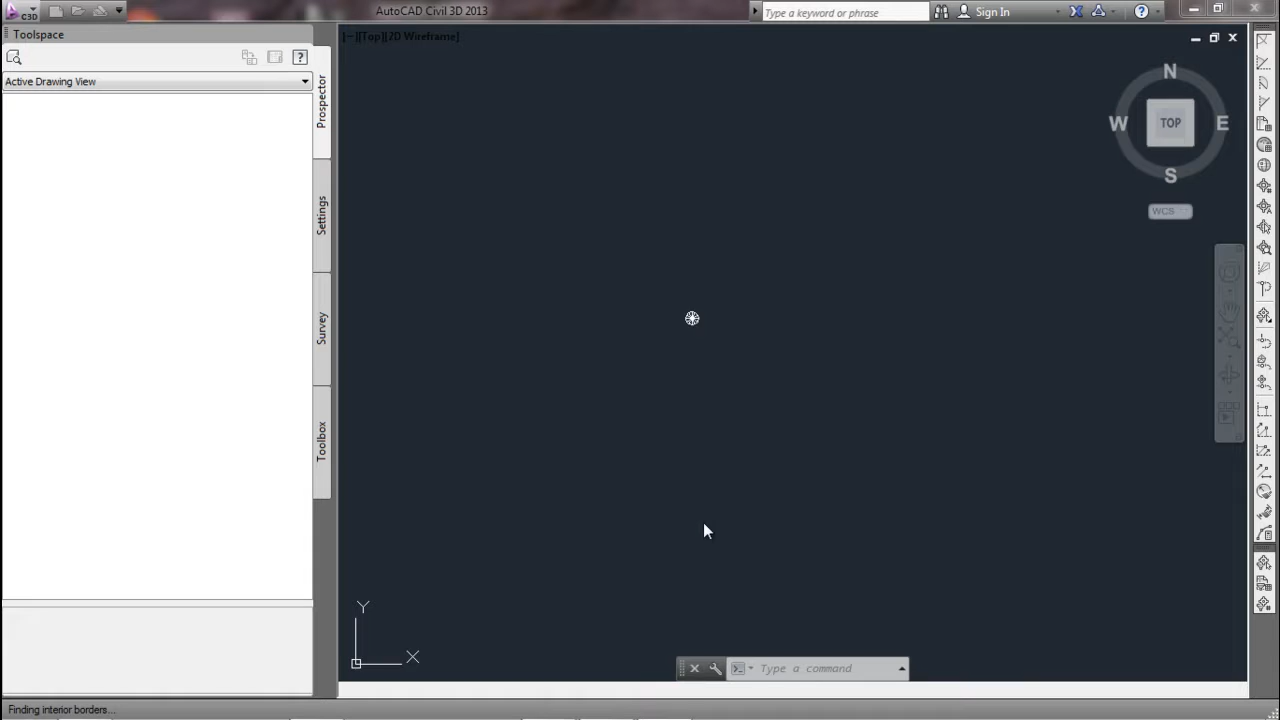 C3D
AutoCAD Civil 3D 2013
Type a keyword or phrase
Sign In
Toolspace
[−][Top][2D Wireframe]
Active Drawing View
Prospector
Settings
Survey
Toolbox
N
W
TOP
E
S
WCS
Y
X
Type a command
Finding interior borders...